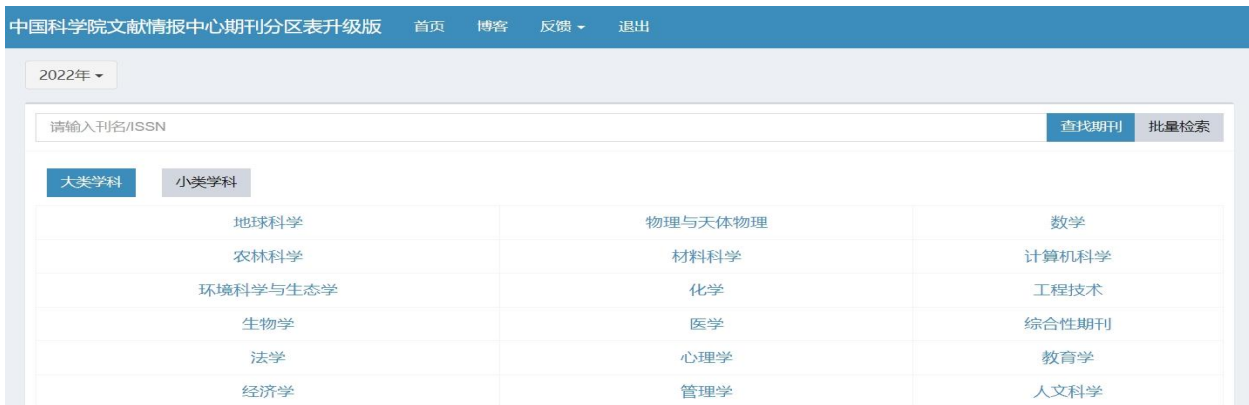 中国科学院文献情报中心期刊分区表升级版 首页 博客 反馈 退出
2022年
请输入刊名/ISSN 查找期刊 批量检索
大类学科 小类学科
地球科学 物理与天体物理 数学
农林科学 材料科学 计算机科学
环境科学与生态学 化学 工程技术
生物学 医学 综合性期刊
法学 心理学 教育学
经济学 管理学 人文科学